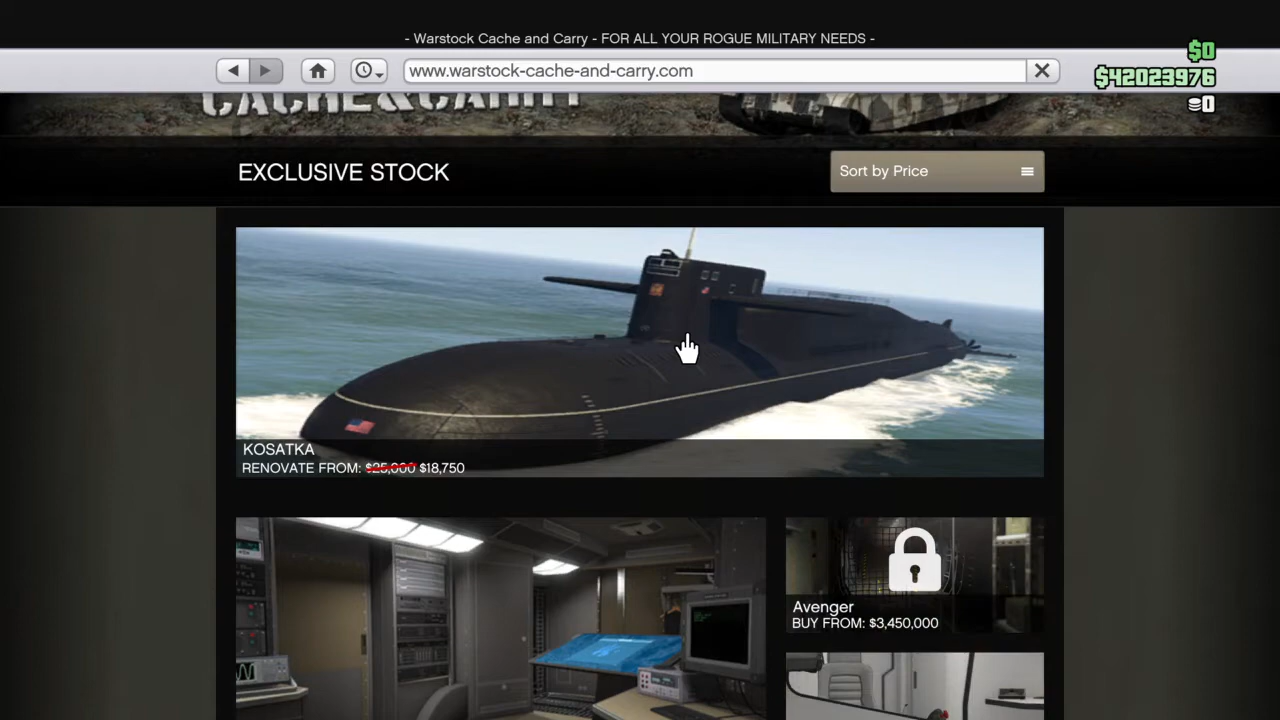 - Warstock Cache and Carry - FOR ALL YOUR ROGUE MILITARY NEEDS -
$0
www.warstock-cache-and-carry.com
$42023976
0
CACHE&CARRY
EXCLUSIVE STOCK
Sort by Price
KOSATKA
RENOVATE FROM: $25,000 $18,750
Avenger
BUY FROM: $3,450,000